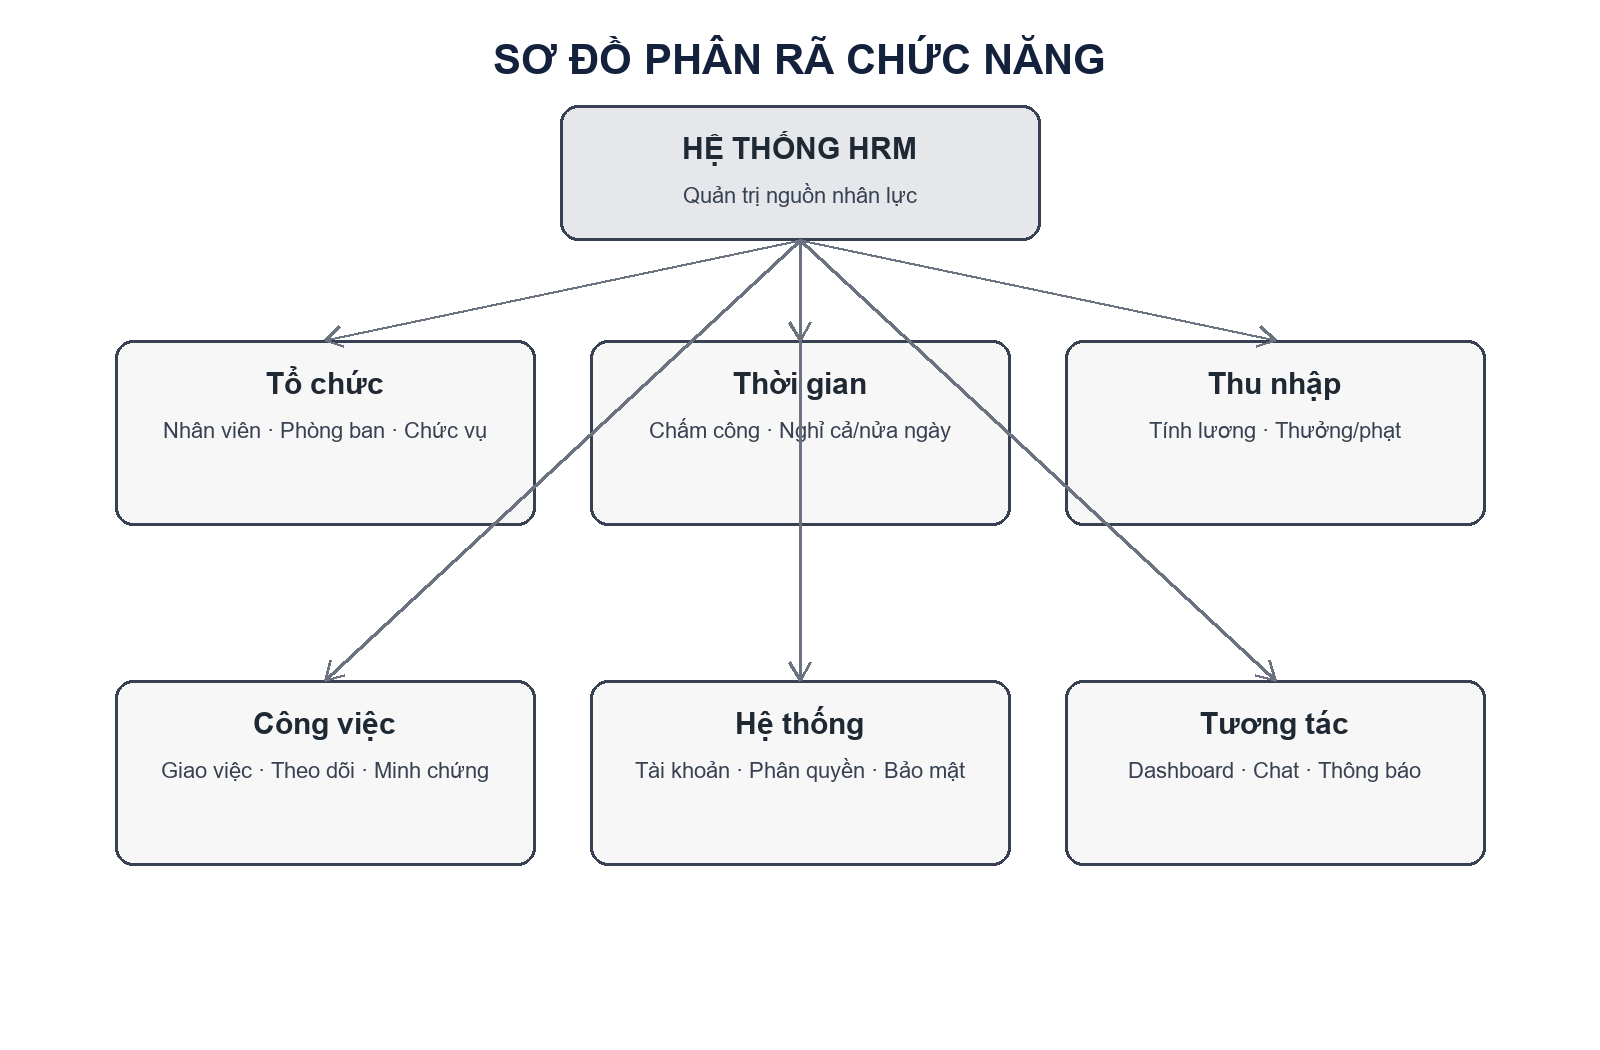 SƠ ĐỒ PHÂN RÃ CHỨC NĂNG
HỆ THỐNG HRM
Quản trị nguồn nhân lực
Tổ chức
Nhân viên · Phòng ban · Chức vụ
Thời gian
Chấm công · Nghỉ cả/nửa ngày
Thu nhập
Tính lương · Thưởng/phạt
Công việc
Giao việc · Theo dõi · Minh chứng
Hệ thống
Tài khoản · Phân quyền · Bảo mật
Tương tác
Dashboard · Chat · Thông báo